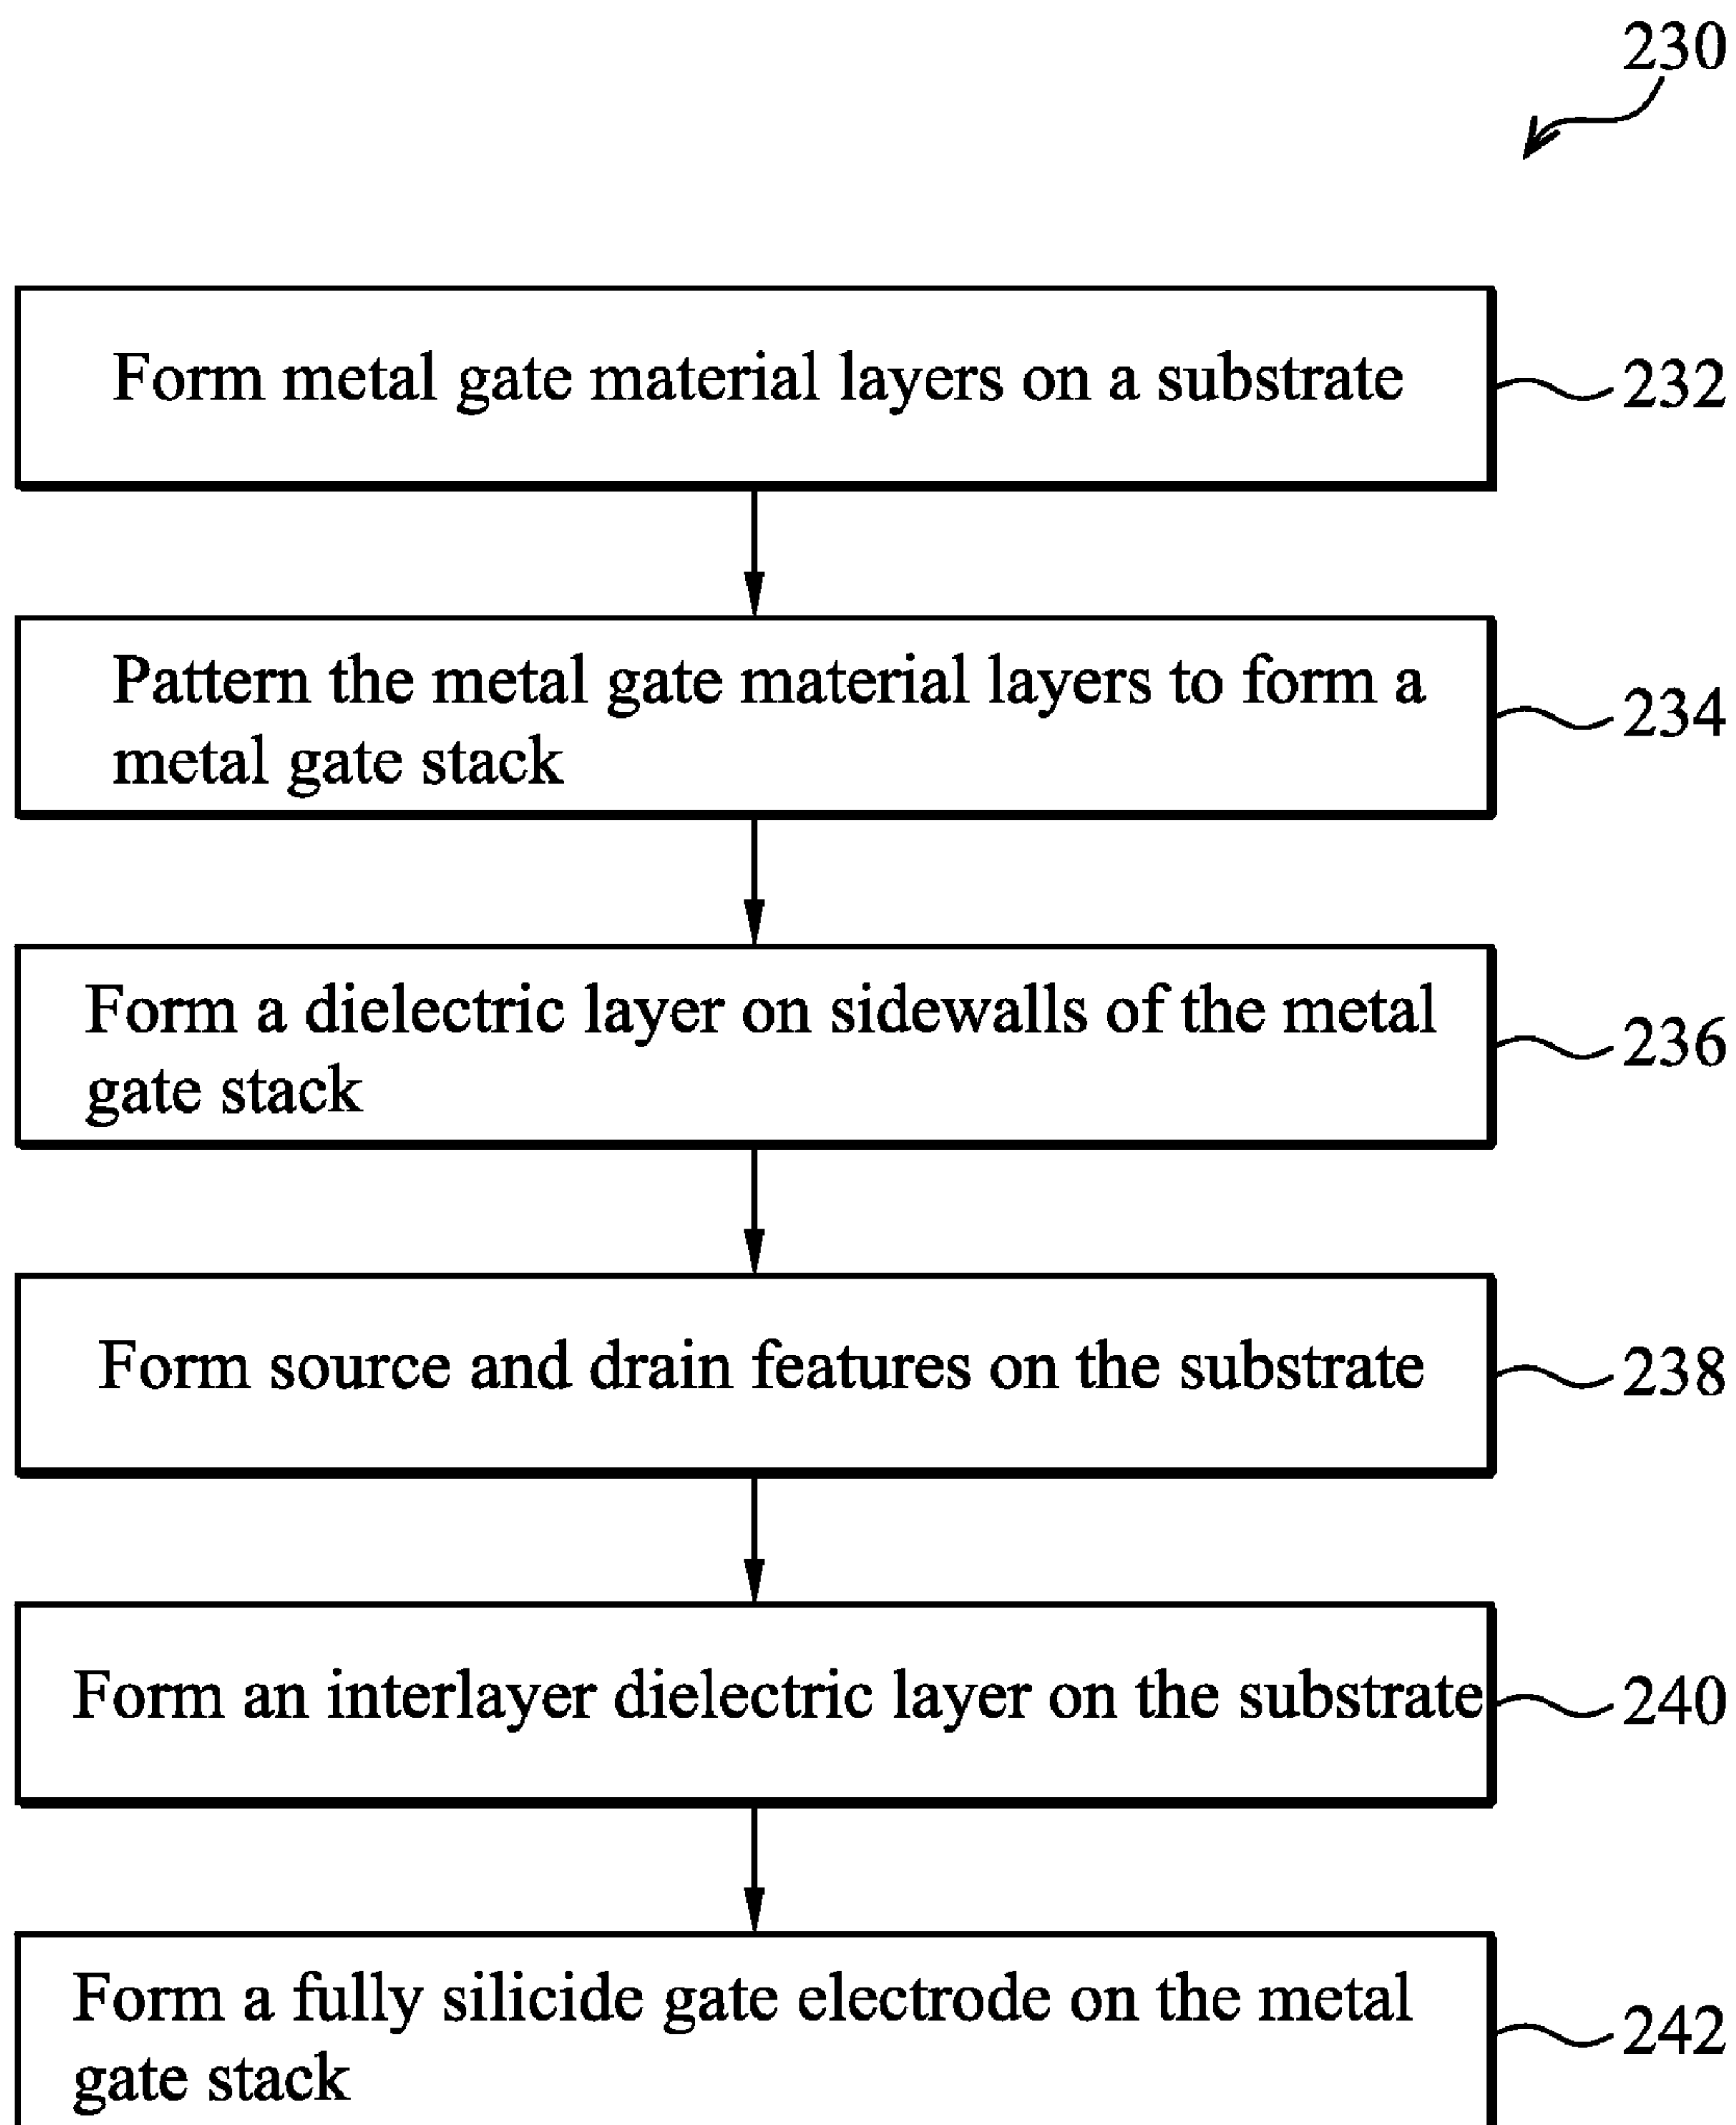 230
Form metal gate material layers on a substrate
232
Pattern the metal gate material layers to form a
metal gate stack
234
Form a dielectric layer on sidewalls of the metal
gate stack
236
Form source and drain features on the substrate
238
Form an interlayer dielectric layer on the substrate
240
Form a fully silicide gate electrode on the metal
gate stack
242